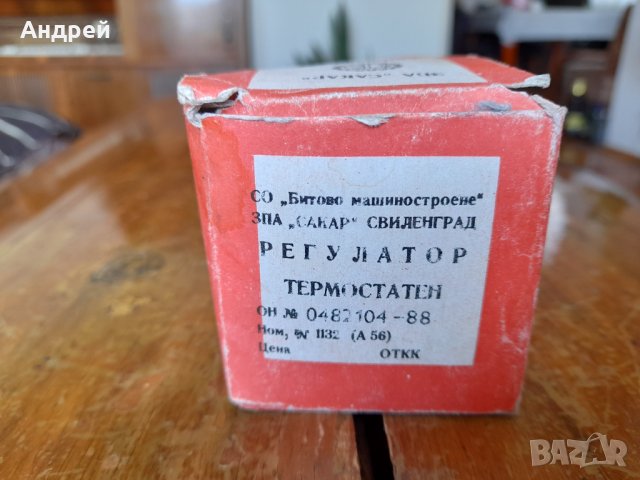 Андрей
ЗПА „САКАР“
СО „Битово машиностроене“
ЗПА „САКАР“ СВИЛЕНГРАД
РЕГУЛАТОР
ТЕРМОСТАТЕН
ОН № 0482104-88
Ном. № 1132 (А 56)
Цена ОТКК
BAZAR